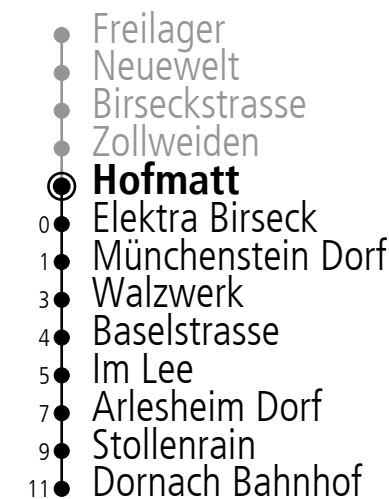 Freilager
Neuewelt
Birseckstrasse
Zollweiden
Hofmatt
0 Elektra Birseck
1 Münchenstein Dorf
3 Walzwerk
4 Baselstrasse
5 Im Lee
7 Arlesheim Dorf
9 Stollenrain
11 Dornach Bahnhof